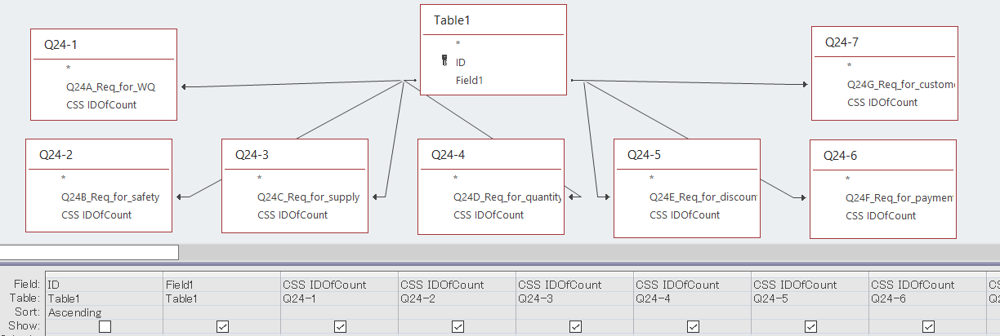 Table1
*
ID
Field1
Q24-1
*
Q24A_Req_for_WQ
CSS IDOfCount
Q24-7
*
Q24G_Req_for_custome
CSS IDOfCount
Q24-2
*
Q24B_Req_for_safety
CSS IDOfCount
Q24-3
*
Q24C_Req_for_supply
CSS IDOfCount
Q24-4
*
Q24D_Req_for_quantity
CSS IDOfCount
Q24-5
*
Q24E_Req_for_discoun
CSS IDOfCount
Q24-6
*
Q24F_Req_for_paymen
CSS IDOfCount
Field: ID Field1 CSS IDOfCount CSS IDOfCount CSS IDOfCount CSS IDOfCount CSS IDOfCount CSS IDOfCount CS
Table: Table1 Table1 Q24-1 Q24-2 Q24-3 Q24-4 Q24-5 Q24-6 Q2
Sort: Ascending
Show: